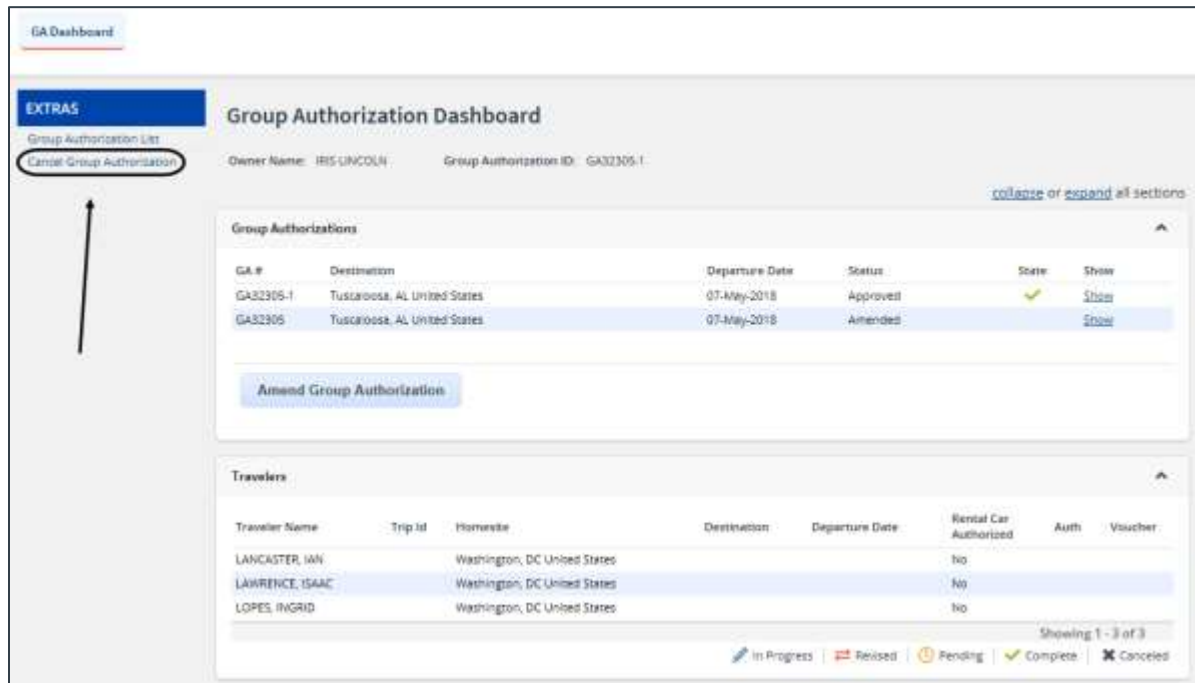 GA Dashboard
EXTRAS
Group Authorization List
Cancel Group Authorization
Group Authorization Dashboard
Owner Name: IRIS LINCOLN Group Authorization ID: GA32305-1
collapse or expand all sections
Group Authorizations
GA # Destination Departure Date Status State Show
GA32305-1 Tuscaloosa, AL United States 07-May-2018 Approved Show
GA32305 Tuscaloosa, AL United States 07-May-2018 Amended Show
Amend Group Authorization
Travelers
Traveler Name Trip Id Homesite Destination Departure Date Rental Car Authorized Auth Voucher
LANCASTER, IAN Washington, DC United States No
LAWRENCE, ISAAC Washington, DC United States No
LOPES, INGRID Washington, DC United States No
Showing 1 - 3 of 3
In Progress | Revised | Pending | Complete | Canceled